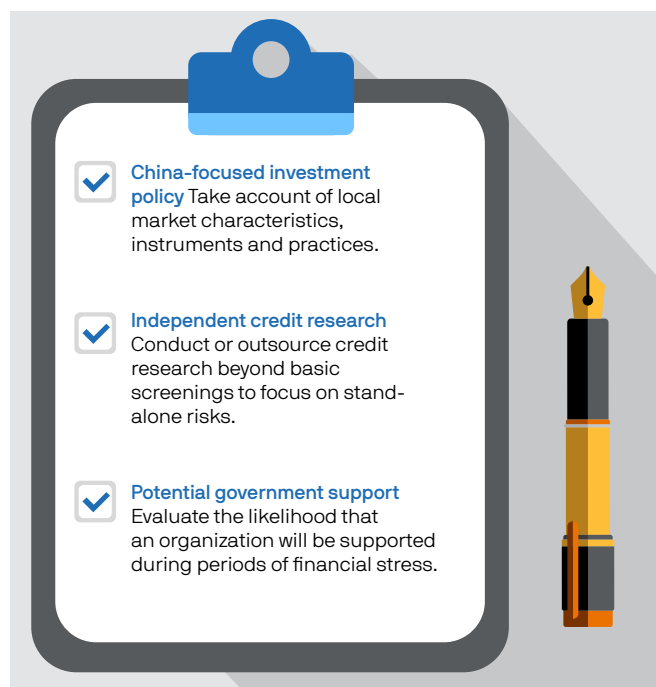 China-focused investment
policy Take account of local
market characteristics,
instruments and practices.
Independent credit research
Conduct or outsource credit
research beyond basic
screenings to focus on stand-
alone risks.
Potential government support
Evaluate the likelihood that
an organization will be supported
during periods of financial stress.